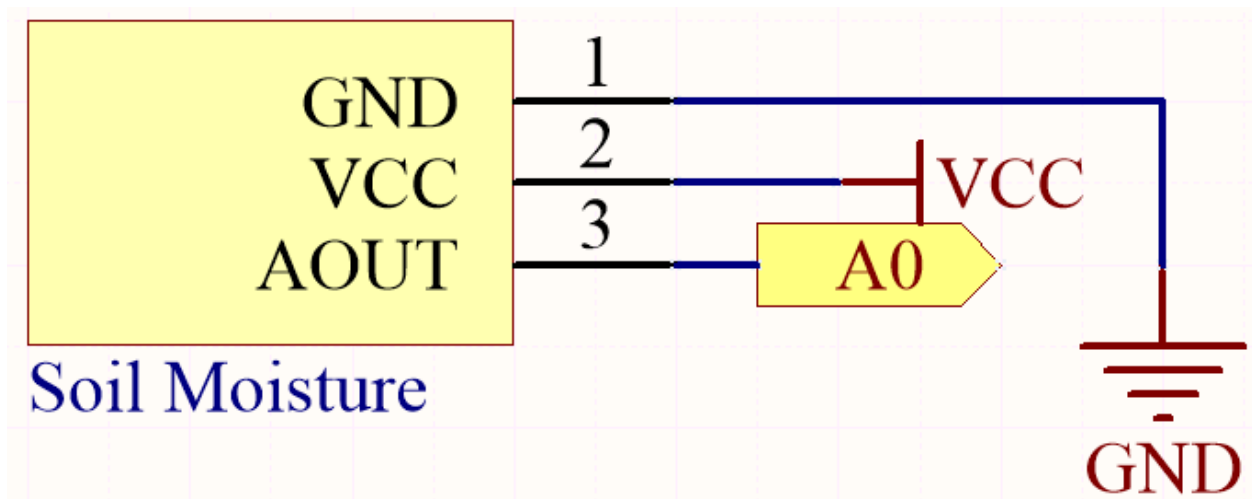 1
GND
2
VCC VCC
3
AOUT A0
Soil Moisture
GND